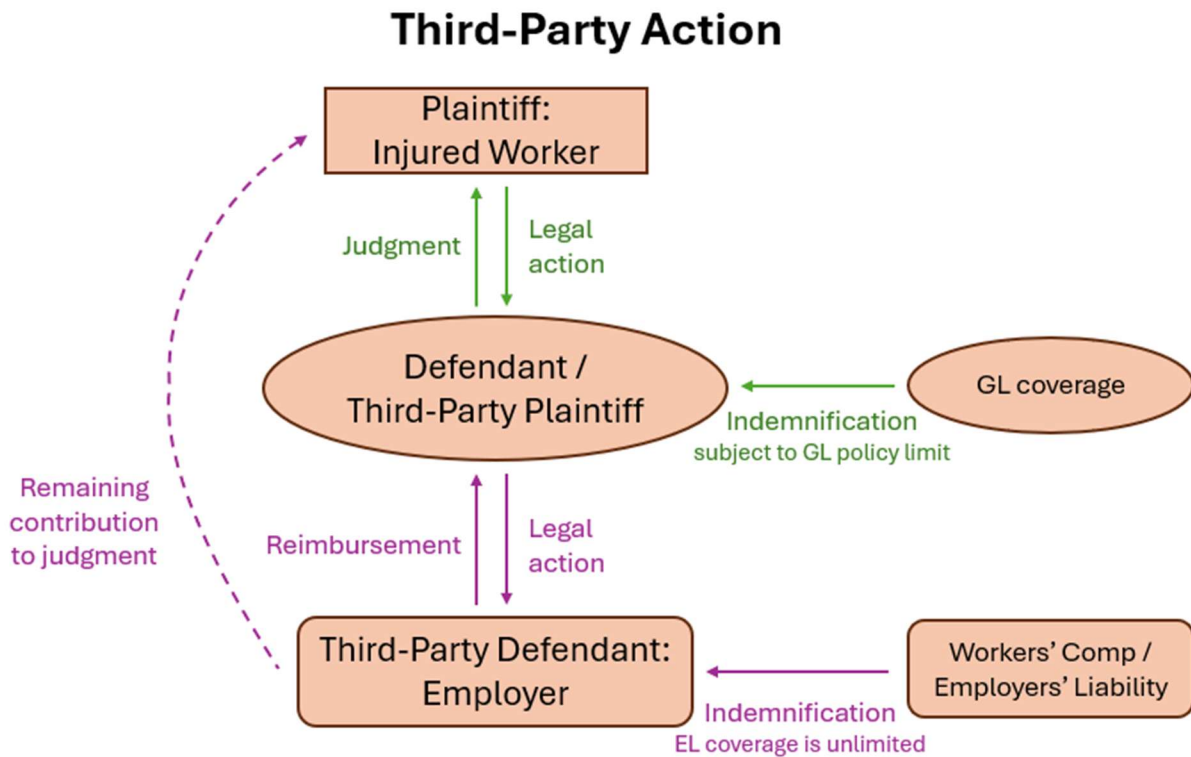 Third-Party Action
Plaintiff:
Injured Worker
Judgment
Legal
action
Defendant /
Third-Party Plaintiff
GL coverage
Indemnification
subject to GL policy limit
Remaining
contribution
to judgment
Reimbursement
Legal
action
Third-Party Defendant:
Employer
Workers’ Comp /
Employers’ Liability
Indemnification
EL coverage is unlimited